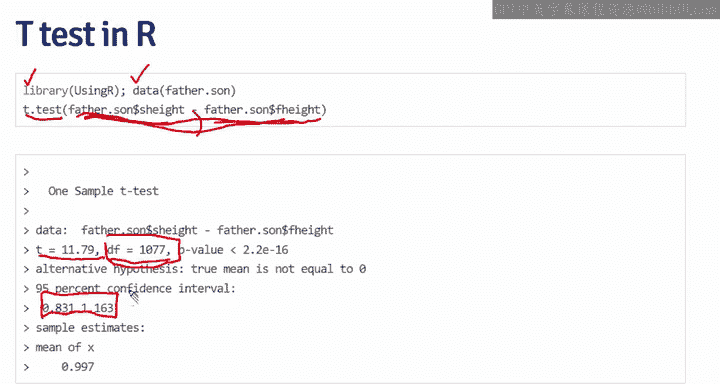 T test in R
library(UsingR); data(father.son)
t.test(father.son$sheight - father.son$fheight)
>
> One Sample t-test
>
> data: father.son$sheight - father.son$fheight
> t = 11.79, df = 1077, p-value < 2.2e-16
> alternative hypothesis: true mean is not equal to 0
> 95 percent confidence interval:
> 0.831 1.163
> sample estimates:
> mean of x
> 0.997